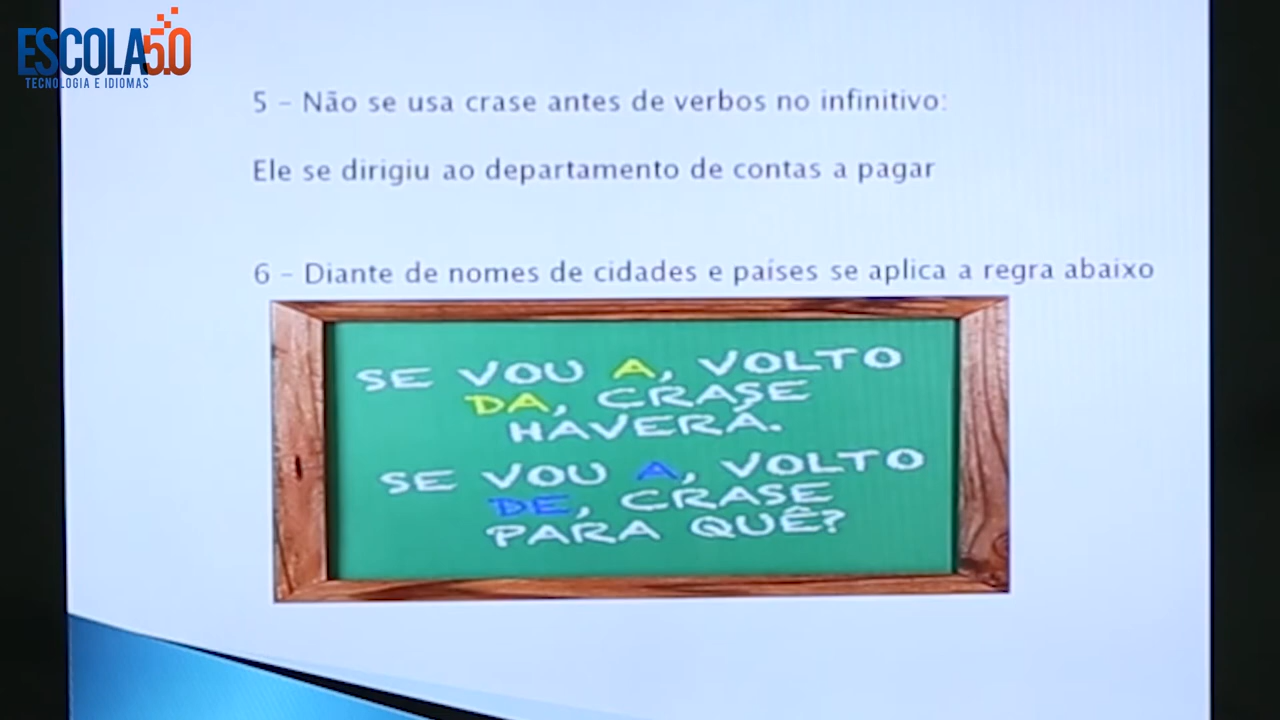 ESCOLA5.0
TECNOLOGIA E IDIOMAS
5 – Não se usa crase antes de verbos no infinitivo:
Ele se dirigiu ao departamento de contas a pagar
6 – Diante de nomes de cidades e países se aplica a regra abaixo
SE VOU A, VOLTO
DA, CRASE
HAVERÁ.
SE VOU A, VOLTO
DE, CRASE
PARA QUÊ?